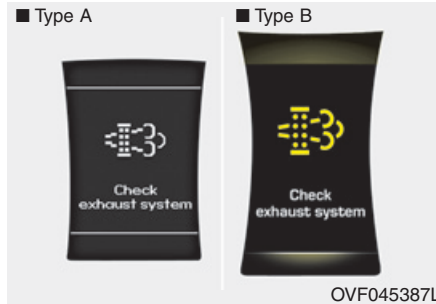 ■ Type A
■ Type B
Check
exhaust system
Check
exhaust system
OVF045387L